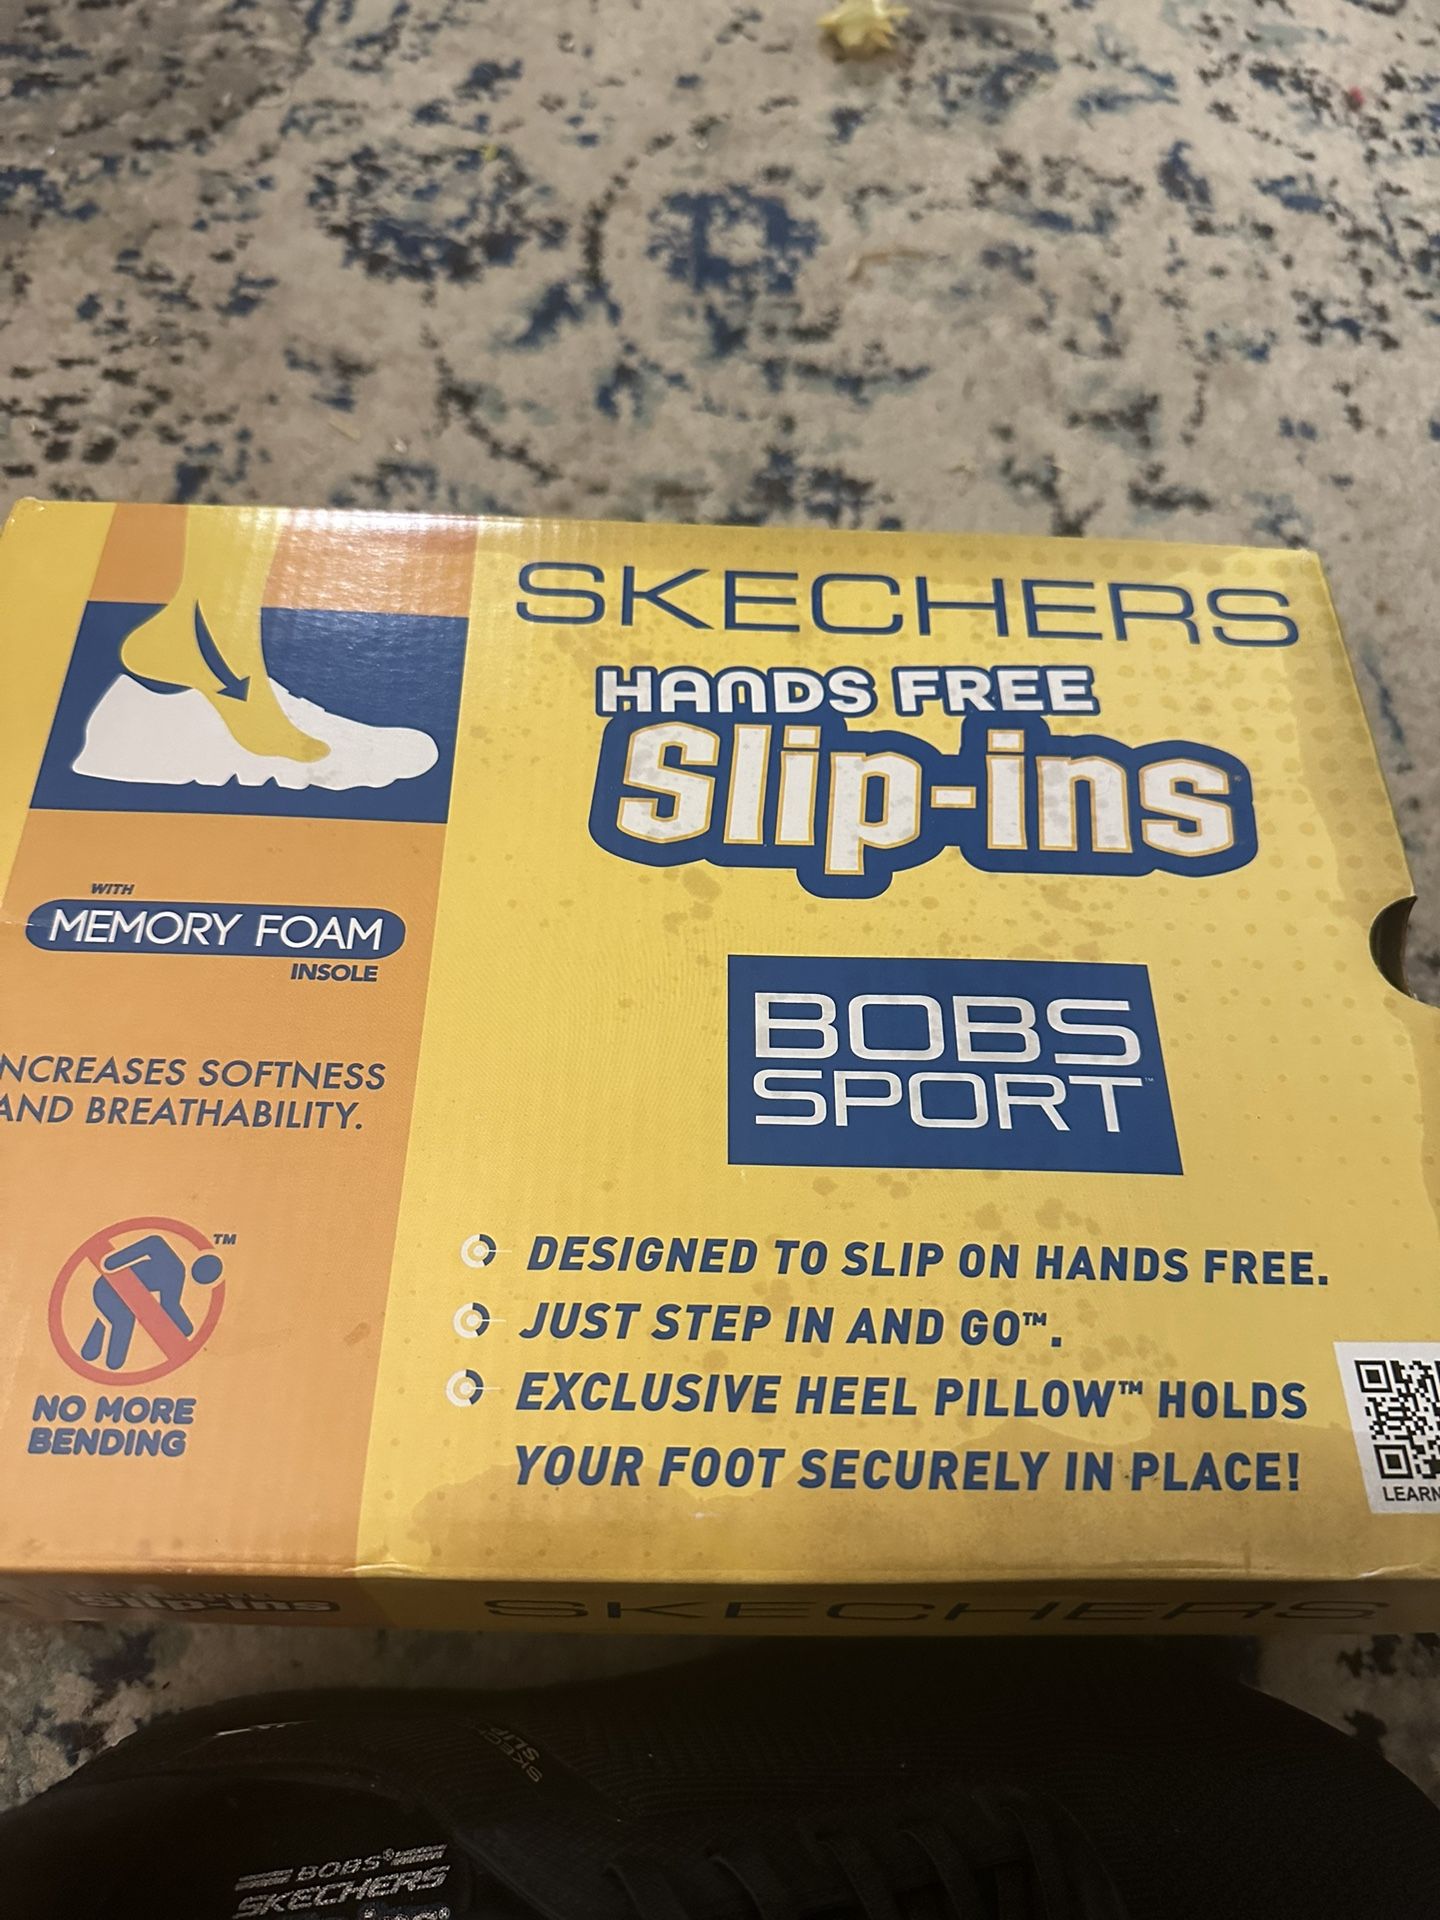 SKECHERS
HANDS FREE
Slip-ins
WITH
MEMORY FOAM
INSOLE
BOBS
SPORT™
NCREASES SOFTNESS
AND BREATHABILITY.
™
NO MORE
BENDING
DESIGNED TO SLIP ON HANDS FREE.
JUST STEP IN AND GO™.
EXCLUSIVE HEEL PILLOW™ HOLDS
YOUR FOOT SECURELY IN PLACE!
LEARN
Slip-ins
SKECHERS
BOBS®
SKECHERS